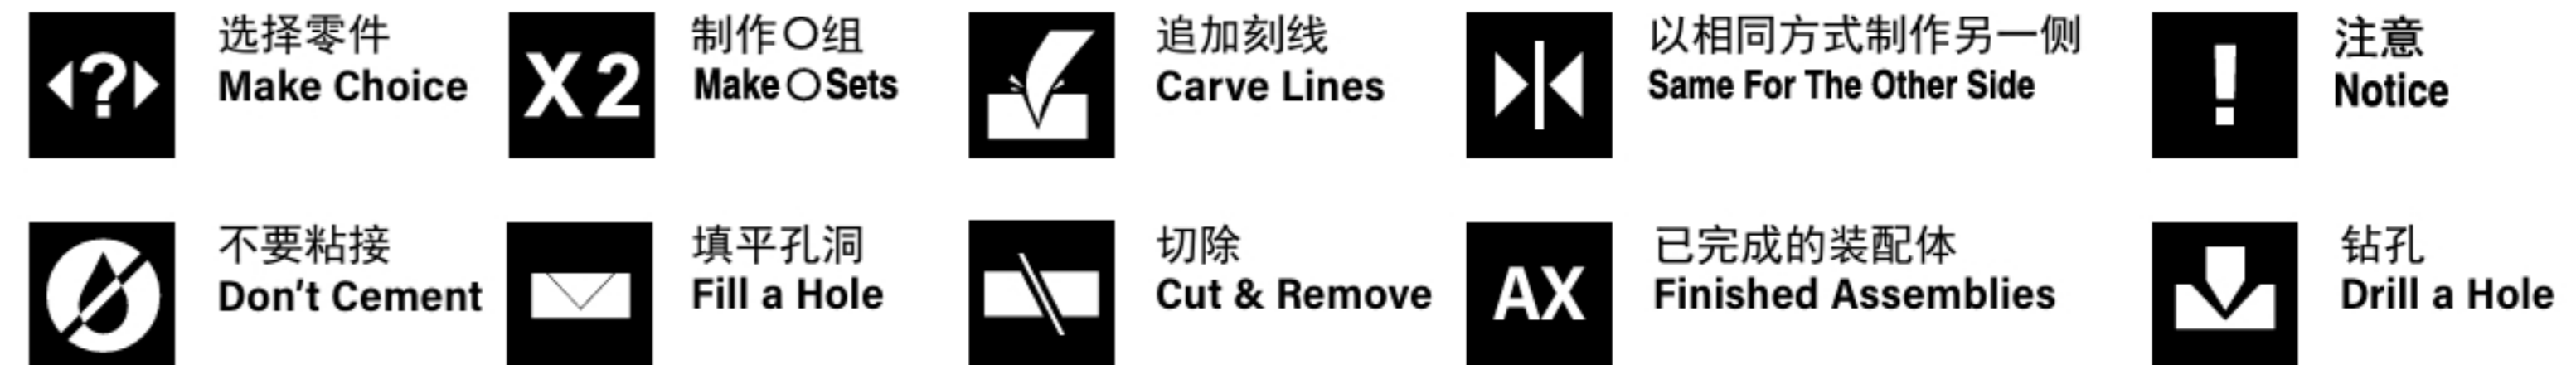 ?
选择零件
Make Choice
X2
制作○组
Make ○ Sets
追加刻线
Carve Lines
以相同方式制作另一侧
Same For The Other Side
!
注意
Notice
不要粘接
Don't Cement
填平孔洞
Fill a Hole
切除
Cut & Remove
AX
已完成的装配体
Finished Assemblies
钻孔
Drill a Hole